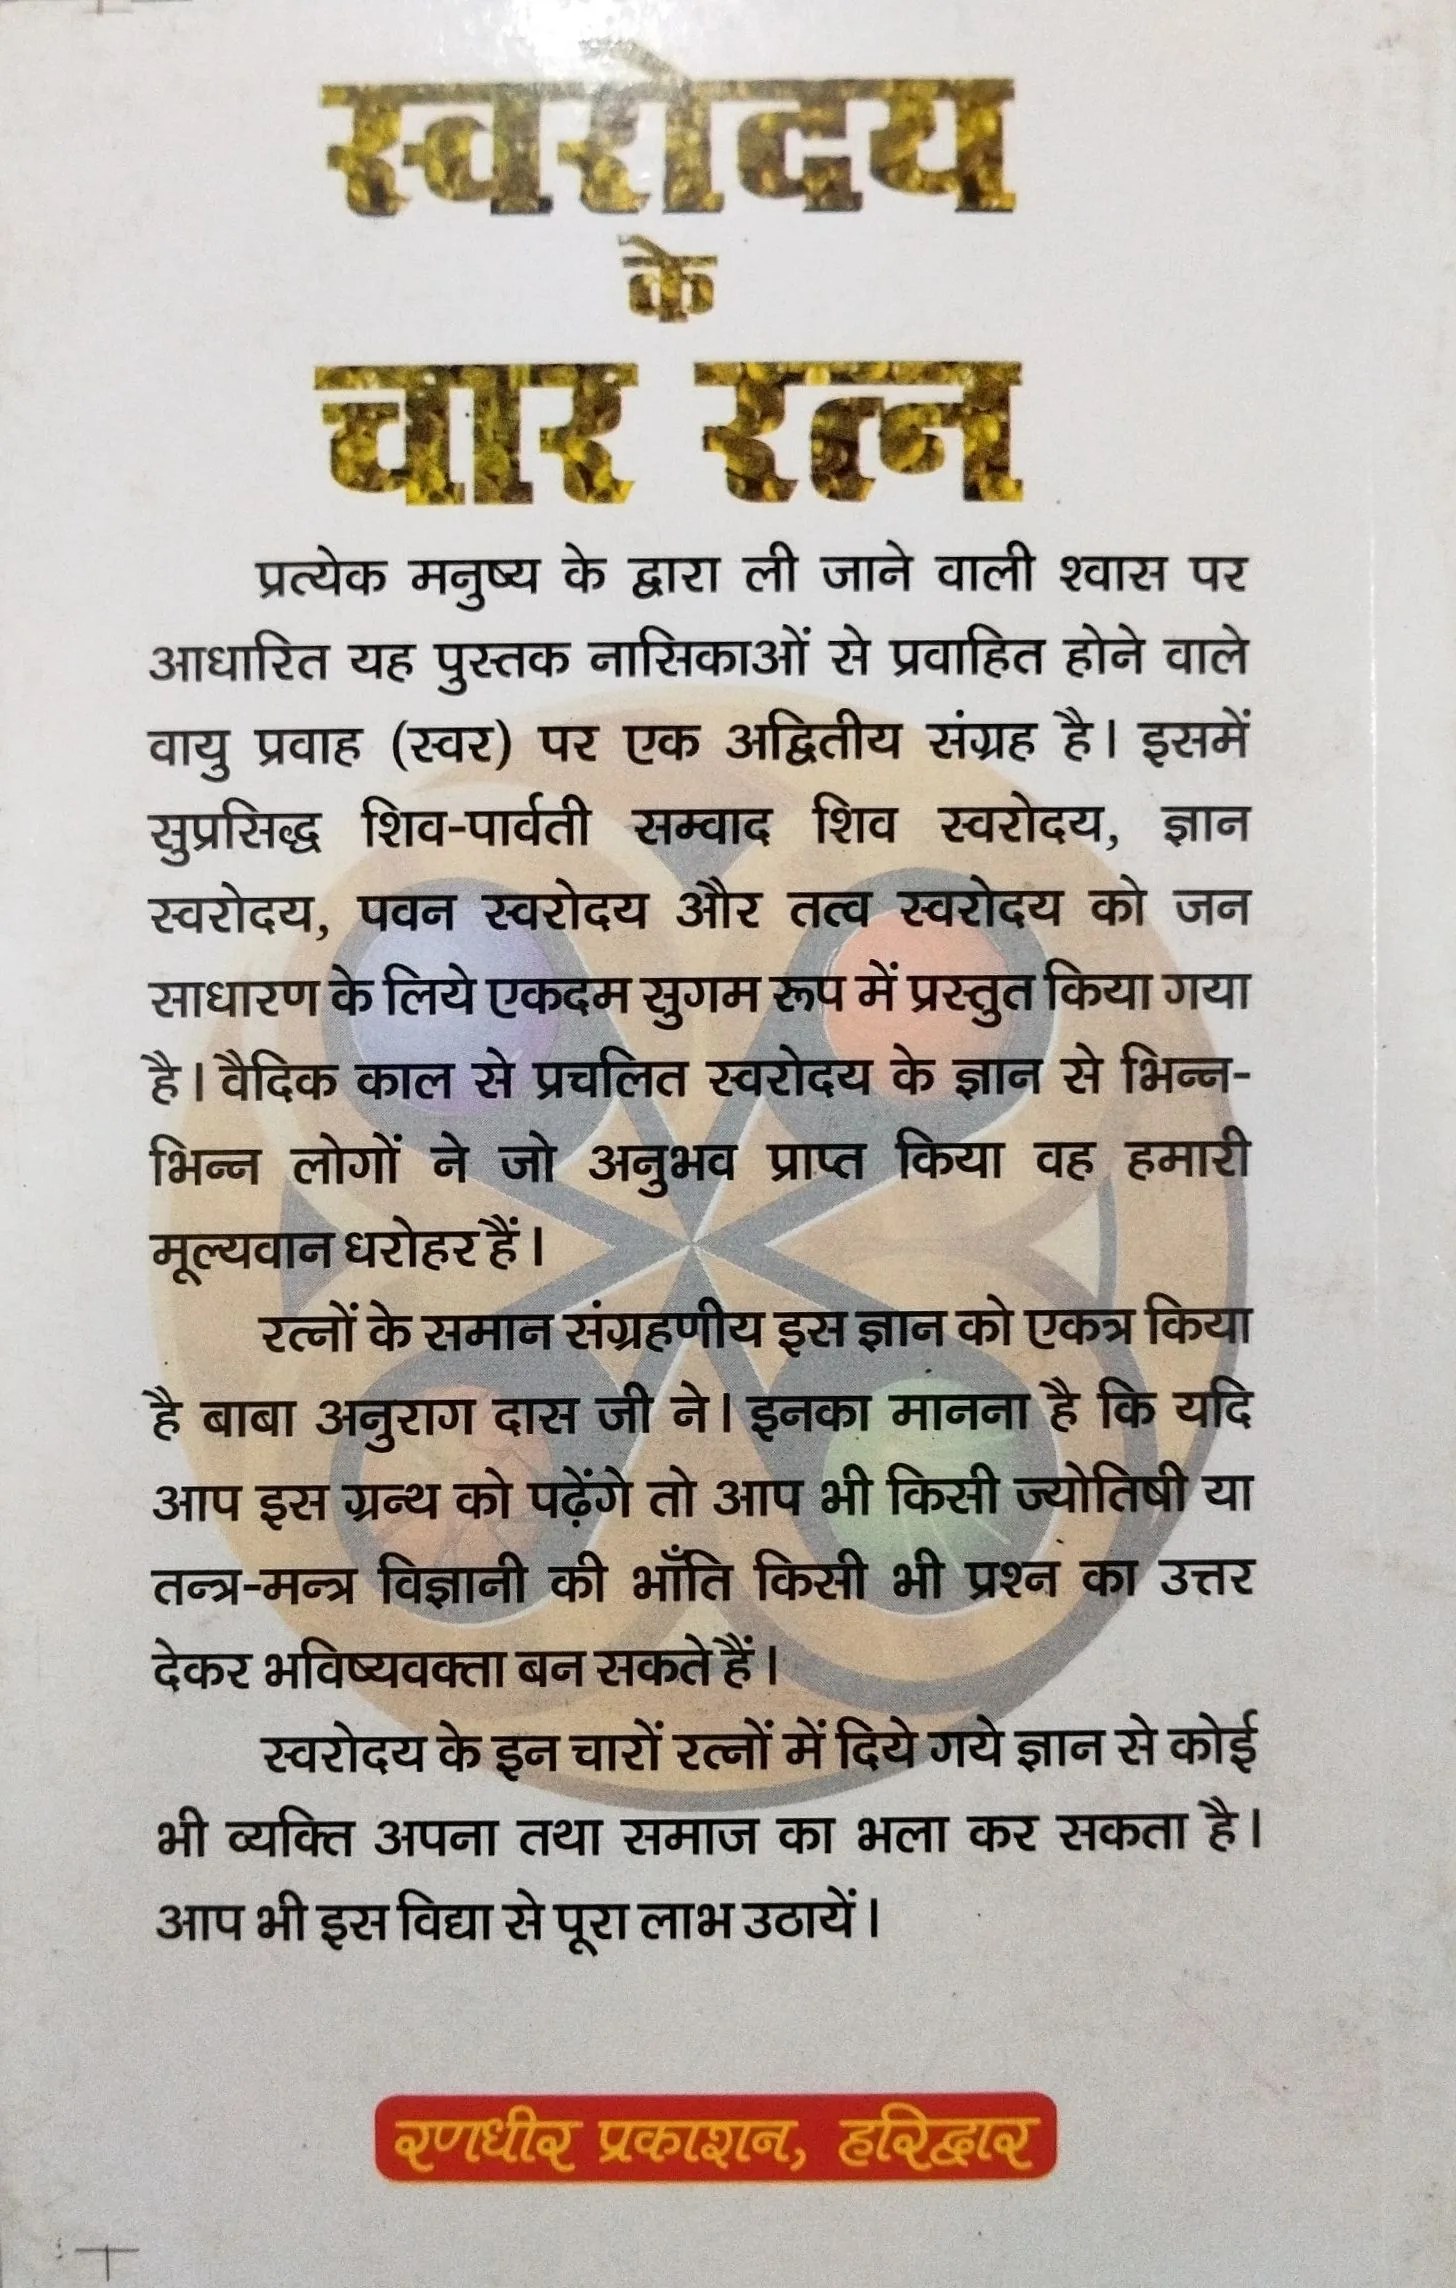 स्वरोदय
के
चार रत्न
प्रत्येक मनुष्य के द्वारा ली जाने वाली श्वास पर
आधारित यह पुस्तक नासिकाओं से प्रवाहित होने वाले
वायु प्रवाह (स्वर) पर एक अद्वितीय संग्रह है। इसमें
सुप्रसिद्ध शिव-पार्वती सम्वाद शिव स्वरोदय, ज्ञान
स्वरोदय, पवन स्वरोदय और तत्व स्वरोदय को जन
साधारण के लिये एकदम सुगम रूप में प्रस्तुत किया गया
है। वैदिक काल से प्रचलित स्वरोदय के ज्ञान से भिन्न-
भिन्न लोगों ने जो अनुभव प्राप्त किया वह हमारी
मूल्यवान धरोहर हैं।
रत्नों के समान संग्रहणीय इस ज्ञान को एकत्र किया
है बाबा अनुराग दास जी ने। इनका मानना है कि यदि
आप इस ग्रन्थ को पढ़ेंगे तो आप भी किसी ज्योतिषी या
तन्त्र-मन्त्र विज्ञानी की भाँति किसी भी प्रश्न का उत्तर
देकर भविष्यवक्ता बन सकते हैं।
स्वरोदय के इन चारों रत्नों में दिये गये ज्ञान से कोई
भी व्यक्ति अपना तथा समाज का भला कर सकता है।
आप भी इस विद्या से पूरा लाभ उठायें।
रणधीर प्रकाशन, हरिद्वार